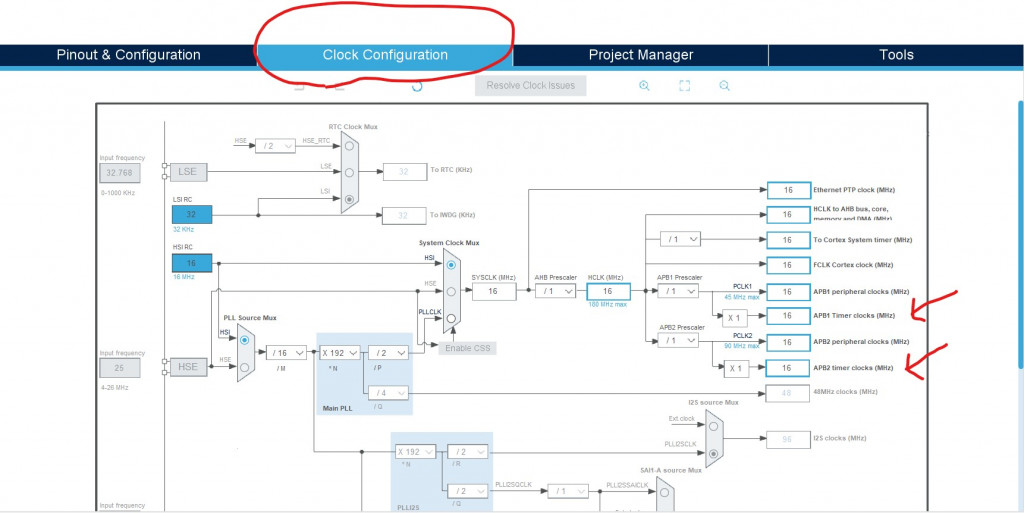 Pinout & Configuration
Clock Configuration
Project Manager
Tools
Resolve Clock Issues
RTC Clock Mux
HSE
/ 2
HSE_RTC
Input frequency
32.768
0-1000 KHz
LSE
LSE
32
To RTC (KHz)
LSI
LSI RC
32
32 KHz
32
To IWDG (KHz)
16
Ethernet PTP clock (MHz)
16
HCLK to AHB bus, core,
memory and DMA (MHz)
/ 1
16
To Cortex System timer (MHz)
System Clock Mux
HSI RC
16
16 MHz
HSI
16
FCLK Cortex clock (MHz)
SYSCLK (MHz)
AHB Prescaler
HCLK (MHz)
APB1 Prescaler
HSE
16
/ 1
16
180 MHz max
/ 1
PCLK1
45 MHz max
16
APB1 peripheral clocks (MHz)
PLLCLK
X 1
16
APB1 Timer clocks (MHz)
PLL Source Mux
HSI
APB2 Prescaler
/ 1
PCLK2
90 MHz max
16
APB2 peripheral clocks (MHz)
Enable CSS
Input frequency
25
4-26 MHz
HSE
HSE
/ 16
/ M
X 192
* N
/ 2
/ P
X 1
16
APB2 timer clocks (MHz)
/ 4
/ Q
Main PLL
48
48MHz clocks (MHz)
I2S source Mux
Ext.clock
PLLI2SCLK
96
I2S clocks (MHz)
X 192
* N
/ 2
/ R
SAI1-A source Mux
/ 2
/ Q
PLLI2SQCLK
/ 1
PLLI2SSAICLK
PLLI2S
Input frequency